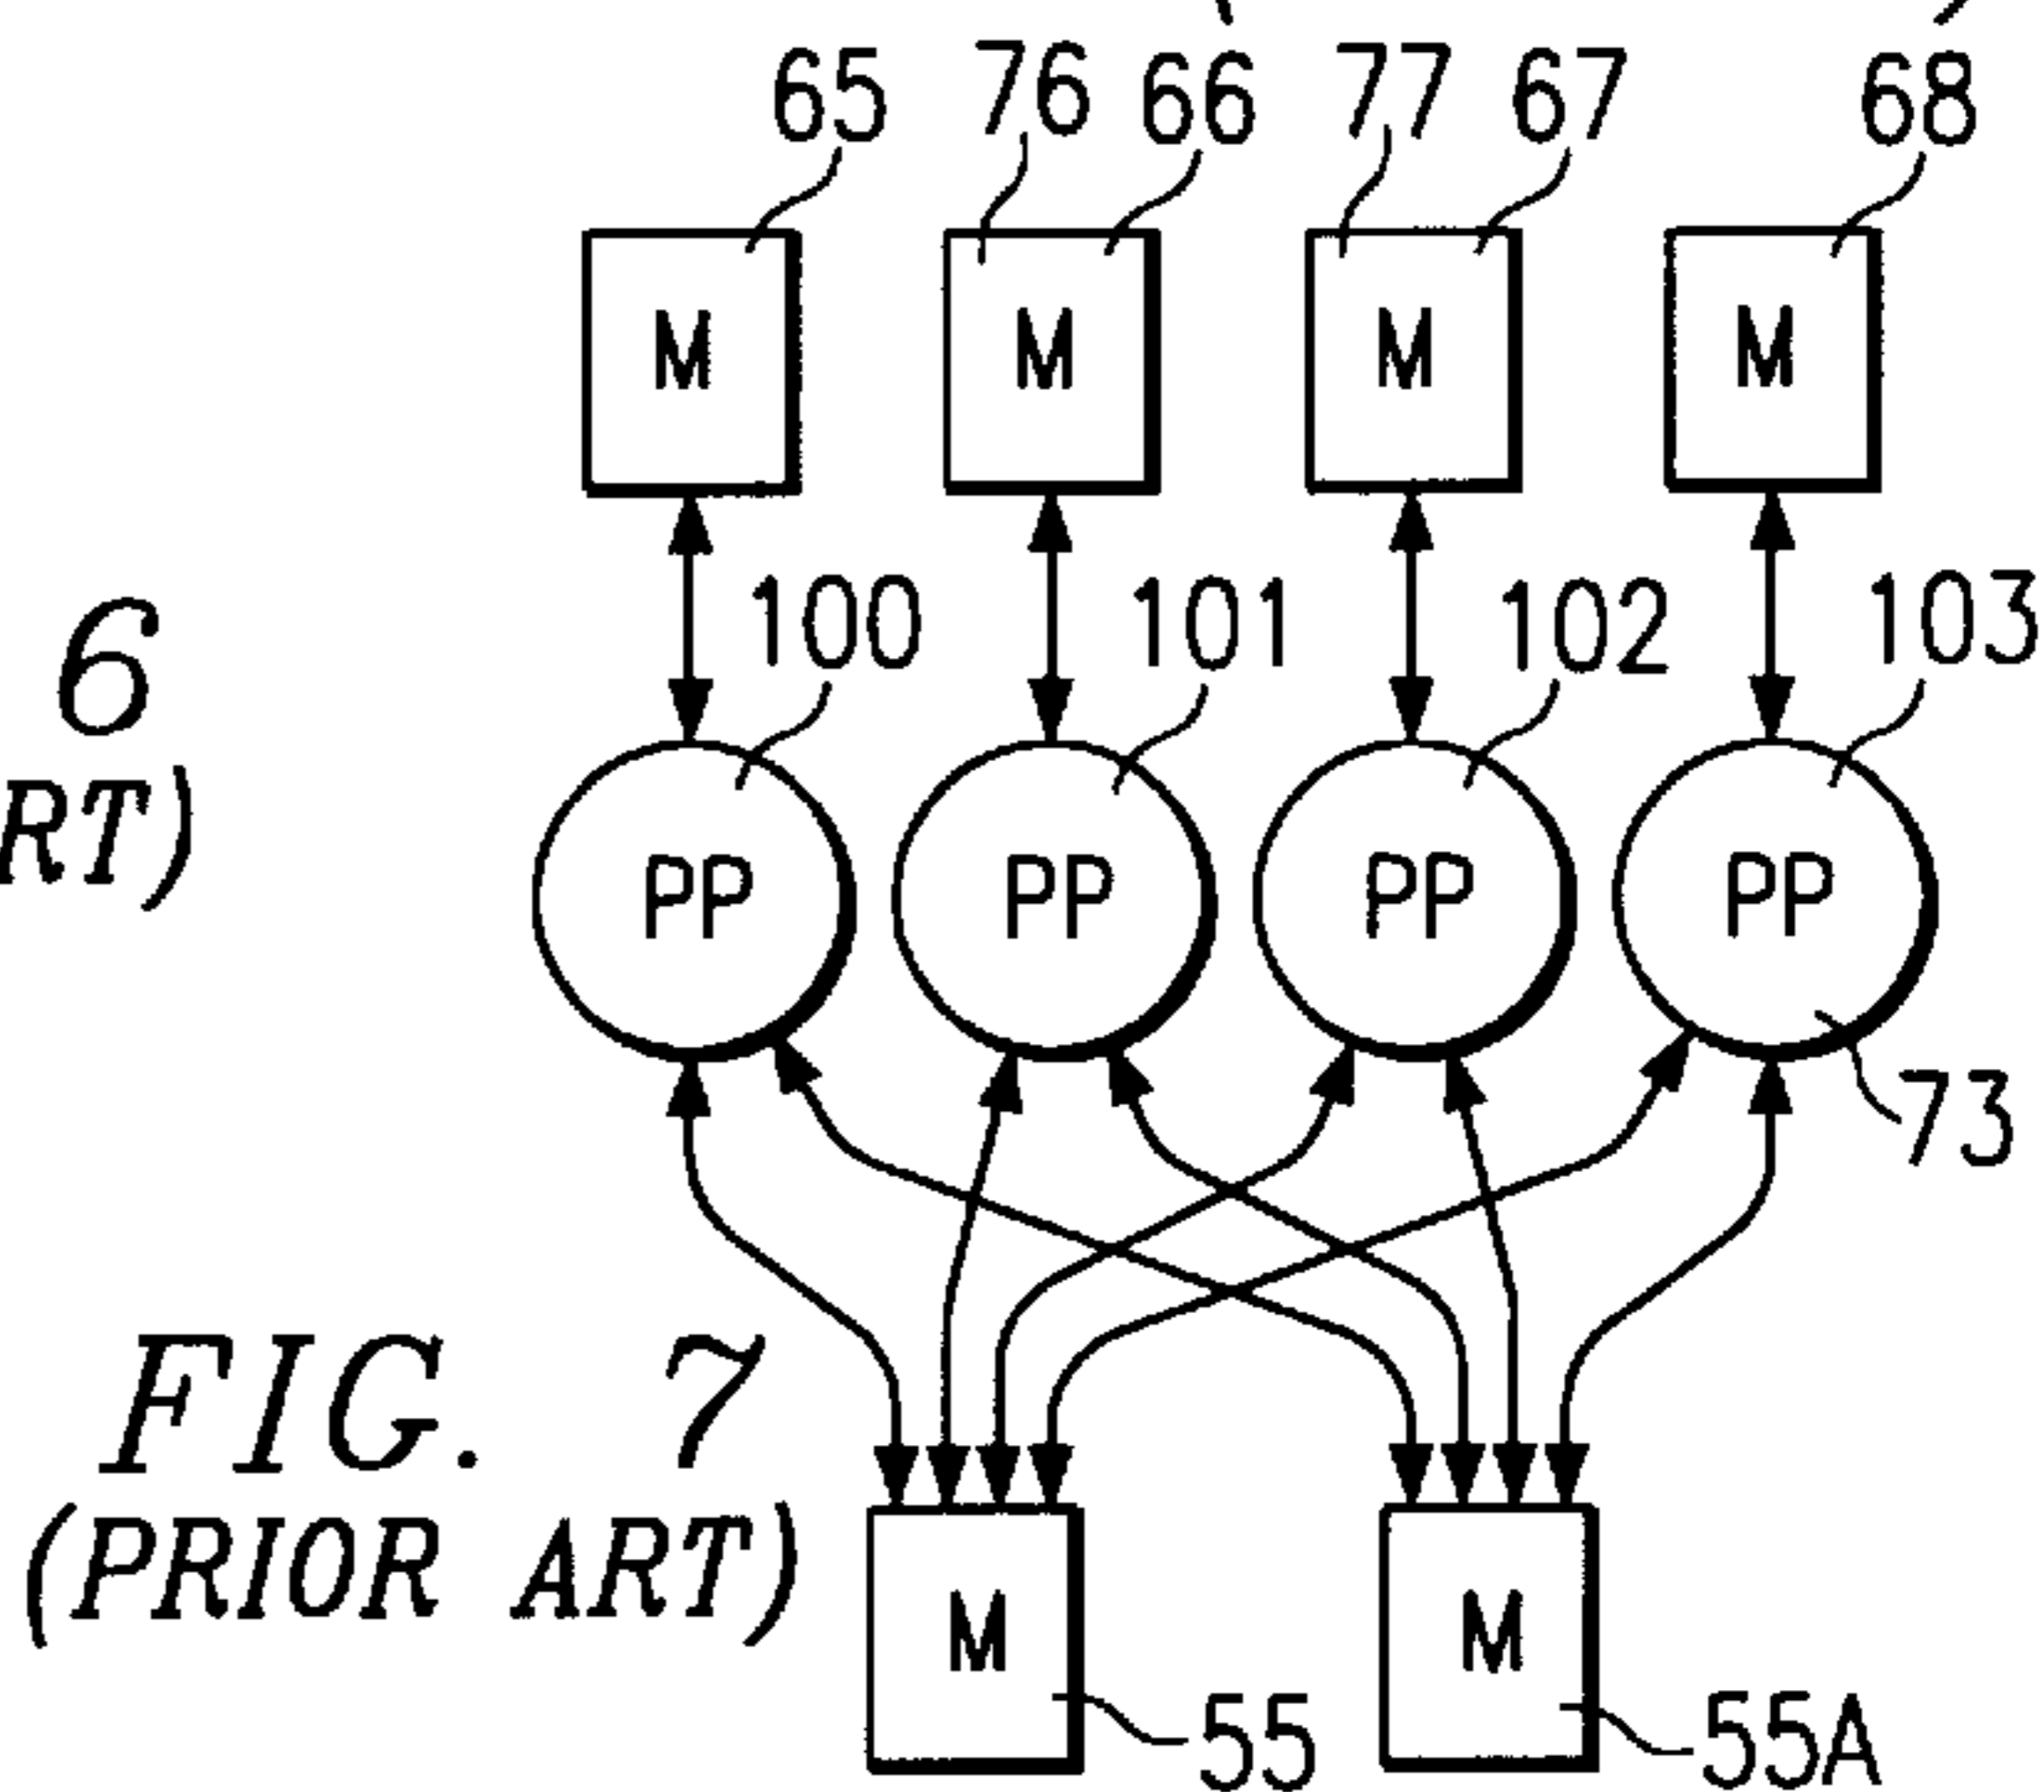 65 76 66 77 67 68
M M M M
100 101 102 103
6
RT)
PP PP PP PP
73
FIG. 7
(PRIOR ART)
M M
55 55A